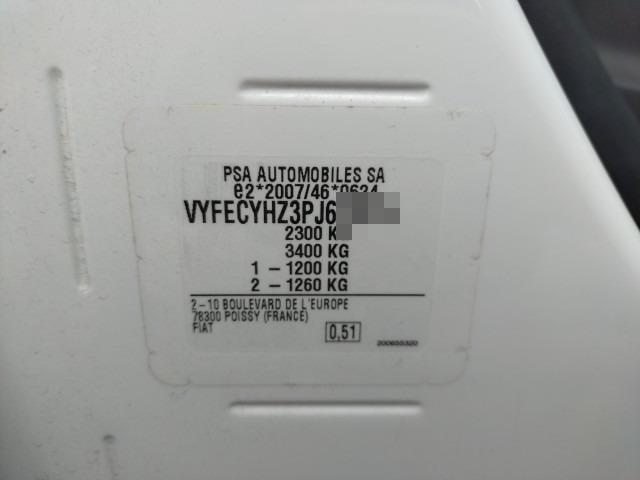 PSA AUTOMOBILES SA
e2*2007/46*0624
VYFECYHZ3PJ6
2300 K
3400 KG
1 – 1200 KG
2 – 1260 KG
2–10 BOULEVARD DE L'EUROPE
78300 POISSY (FRANCE)
FIAT
0,51